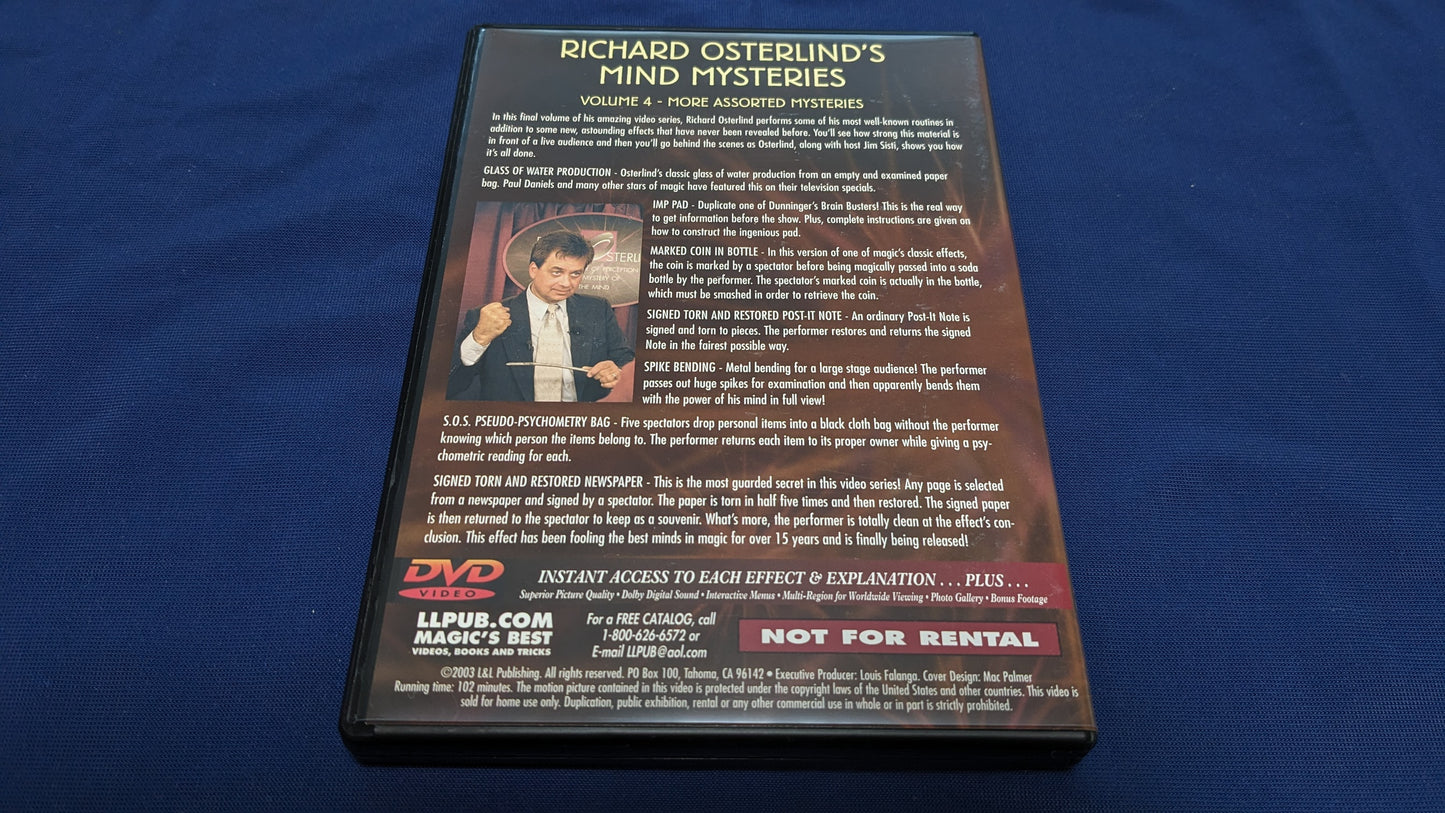 RICHARD OSTERLIND'S
MIND MYSTERIES
VOLUME 4 - MORE ASSORTED MYSTERIES
In this final volume of his amazing video series, Richard Osterlind performs some of his most well-known routines in
addition to some new, astounding effects that have never been revealed before. You'll see how strong this material is
in front of a live audience and then you'll go behind the scenes as Osterlind, along with host Jim Sisti, shows you how
it's all done.
GLASS OF WATER PRODUCTION - Osterlind's classic glass of water production from an empty and examined paper
bag. Paul Daniels and many other stars of magic have featured this on their television specials.
STERLI
OF PERCEPTION
MYSTERY OF
THE MIND
IMP PAD - Duplicate one of Dunninger's Brain Busters! This is the real way
to get information before the show. Plus, complete instructions are given on
how to construct the ingenious pad.
MARKED COIN IN BOTTLE - In this version of one of magic's classic effects,
the coin is marked by a spectator before being magically passed into a soda
bottle by the performer. The spectator's marked coin is actually in the bottle,
which must be smashed in order to retrieve the coin.
SIGNED TORN AND RESTORED POST-IT NOTE - An ordinary Post-It Note is
signed and torn to pieces. The performer restores and returns the signed
Note in the fairest possible way.
SPIKE BENDING - Metal bending for a large stage audience! The performer
passes out huge spikes for examination and then apparently bends them
with the power of his mind in full view!
S.O.S. PSEUDO-PSYCHOMETRY BAG - Five spectators drop personal items into a black cloth bag without the performer
knowing which person the items belong to. The performer returns each item to its proper owner while giving a psy-
chometric reading for each.
SIGNED TORN AND RESTORED NEWSPAPER - This is the most guarded secret in this video series! Any page is selected
from a newspaper and signed by a spectator. The paper is torn in half five times and then restored. The signed paper
is then returned to the spectator to keep as a souvenir. What's more, the performer is totally clean at the effect's con-
clusion. This effect has been fooling the best minds in magic for over 15 years and is finally being released!
DVD
VIDEO
INSTANT ACCESS TO EACH EFFECT & EXPLANATION . . . PLUS . . .
Superior Picture Quality • Dolby Digital Sound • Interactive Menus • Multi-Region for Worldwide Viewing • Photo Gallery • Bonus Footage
LLPUB.COM
MAGIC'S BEST
VIDEOS, BOOKS AND TRICKS
For a FREE CATALOG, call
1-800-626-6572 or
E-mail LLPUB@aol.com
NOT FOR RENTAL
©2003 L&L Publishing. All rights reserved. PO Box 100, Tahoma, CA 96142 • Executive Producer: Louis Falanga. Cover Design: Mac Palmer
Running time: 102 minutes. The motion picture contained in this video is protected under the copyright laws of the United States and other countries. This video is
sold for home use only. Duplication, public exhibition, rental or any other commercial use in whole or in part is strictly prohibited.